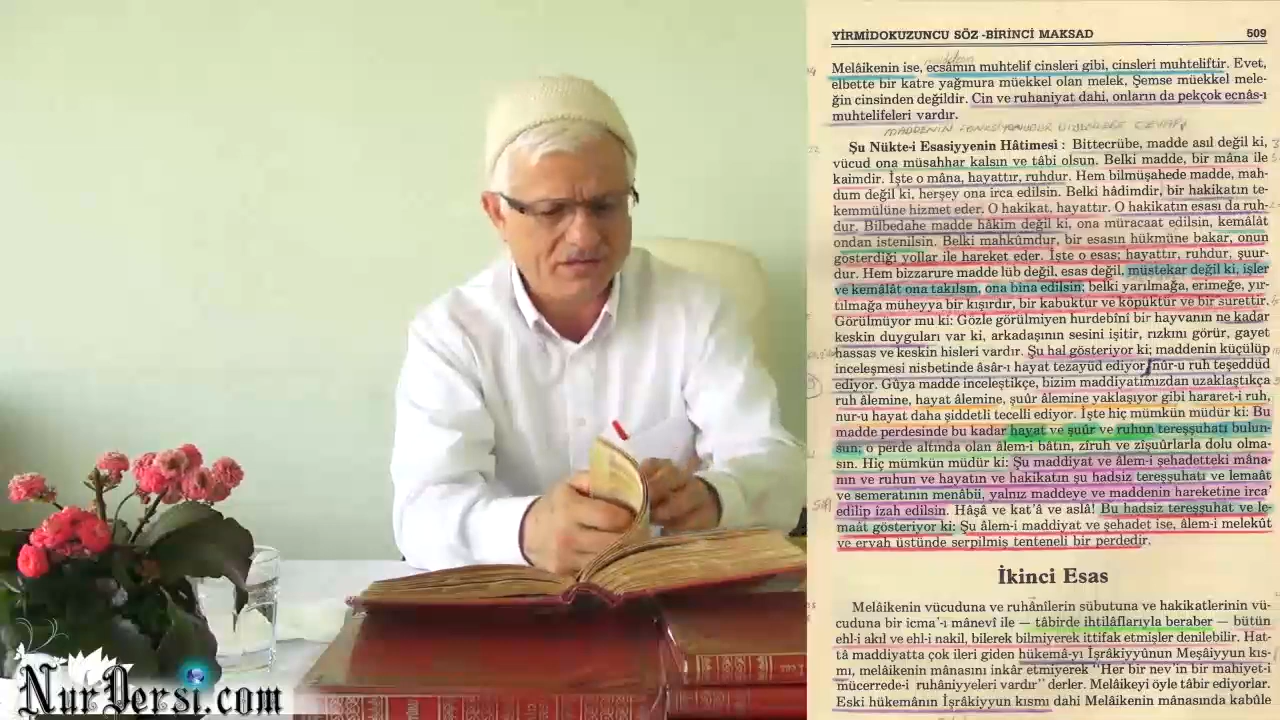 YİRMİDOKUZUNCU SÖZ -BİRİNCİ MAKSAD 509
Melâikenin ise, ecsâmın muhtelif cinsleri gibi, cinsleri muhteliftir. Evet,
elbette bir katre yağmura müekkel olan melek, Şemse müekkel mele-
ğin cinsinden değildir. Cin ve ruhaniyat dahi, onların da pekçok ecnâs-ı
muhtelifeleri vardır.
MADDENİN
Şu Nükte-i Esasiyyenin Hâtimesi : Bittecrübe, madde asıl değil ki,
vücud ona müsahhar kalsın ve tâbi olsun. Belki madde, bir mâna ile
kaimdir. İşte o mâna, hayattır, ruhdur. Hem bilmüşahede madde, mah-
dum değil ki, herşey ona irca edilsin. Belki hâdimdir, bir hakikatın te-
kemmülüne hizmet eder. O hakikat, hayattır. O hakikatın esası da ruh-
dur. Bilbedahe madde hâkim değil ki, ona müracaat edilsin, kemâlât
ondan istenilsin. Belki mahkûmdur, bir esasın hükmüne bakar, onun
gösterdiği yollar ile hareket eder. İşte o esas; hayattır, ruhdur, şuur-
dur. Hem bizzarure madde lüb değil, esas değil, müstekar değil ki, işler
ve kemâlât ona takılsın, ona bina edilsin; belki yarılmağa, erimeğe, yır-
tılmağa müheyya bir kışırdır, bir kabuktur ve köpüktür ve bir surettir.
Görülmüyor mu ki: Gözle görülmiyen hurdebînî bir hayvanın ne kadar
keskin duyguları var ki, arkadaşının sesini işitir, rızkını görür, gayet
hassas ve keskin hisleri vardır. Şu hal gösteriyor ki; maddenin küçülüp
inceleşmesi nisbetinde âsâr-ı hayat tezayüd ediyor, nûr-u ruh teşeddüd
ediyor. Gûya madde inceleştikçe, bizim maddiyatımızdan uzaklaştıkça
ruh âlemine, hayat âlemine, şuûr âlemine yaklaşıyor gibi hararet-i ruh,
nur-u hayat daha şiddetli tecelli ediyor. İşte hiç mümkün müdür ki: Bu
madde perdesinde bu kadar hayat ve şuûr ve ruhun tereşşuhatı bulun-
sun; o perde altında olan âlem-i bâtın, zîruh ve zîşuûrlarla dolu olma-
sın. Hiç mümkün müdür ki: Şu maddiyat ve âlem-i şehadetteki mâna-
nın ve ruhun ve hayatın ve hakikatın şu hadsiz tereşşuhatı ve lemaât
ve semeratının menâbii, yalnız maddeye ve maddenin hareketine irca'
edilip izah edilsin. Hâşâ ve kat'â ve aslâ! Bu hadsiz tereşşuhat ve le-
maât gösteriyor ki: Şu âlem-i maddiyat ve şehadet ise, âlem-i melekût
ve ervah üstünde serpilmiş tenteneli bir perdedir.
İkinci Esas
Melâikenin vücuduna ve ruhânîlerin sübutuna ve hakikatlerinin vü-
cuduna bir icma'-ı mânevî ile — tâbirde ihtilâflarıyla beraber — bütün
ehl-i akıl ve ehl-i nakil, bilerek bilmiyerek ittifak etmişler denilebilir. Hat-
tâ maddiyatta çok ileri giden hükemâ-yı İşrâkiyyûnun Meşâiyyun kıs-
mı, melâikenin mânasını inkâr etmiyerek "Her bir nev'in bir mahiyet-i
mücerrede-i ruhâniyyeleri vardır" derler. Melâikeyi öyle tâbir ediyorlar.
Eski hükemânın İşrâkiyyun kısmı dahi Melâikenin mânasında kabûle
NurDersi.com